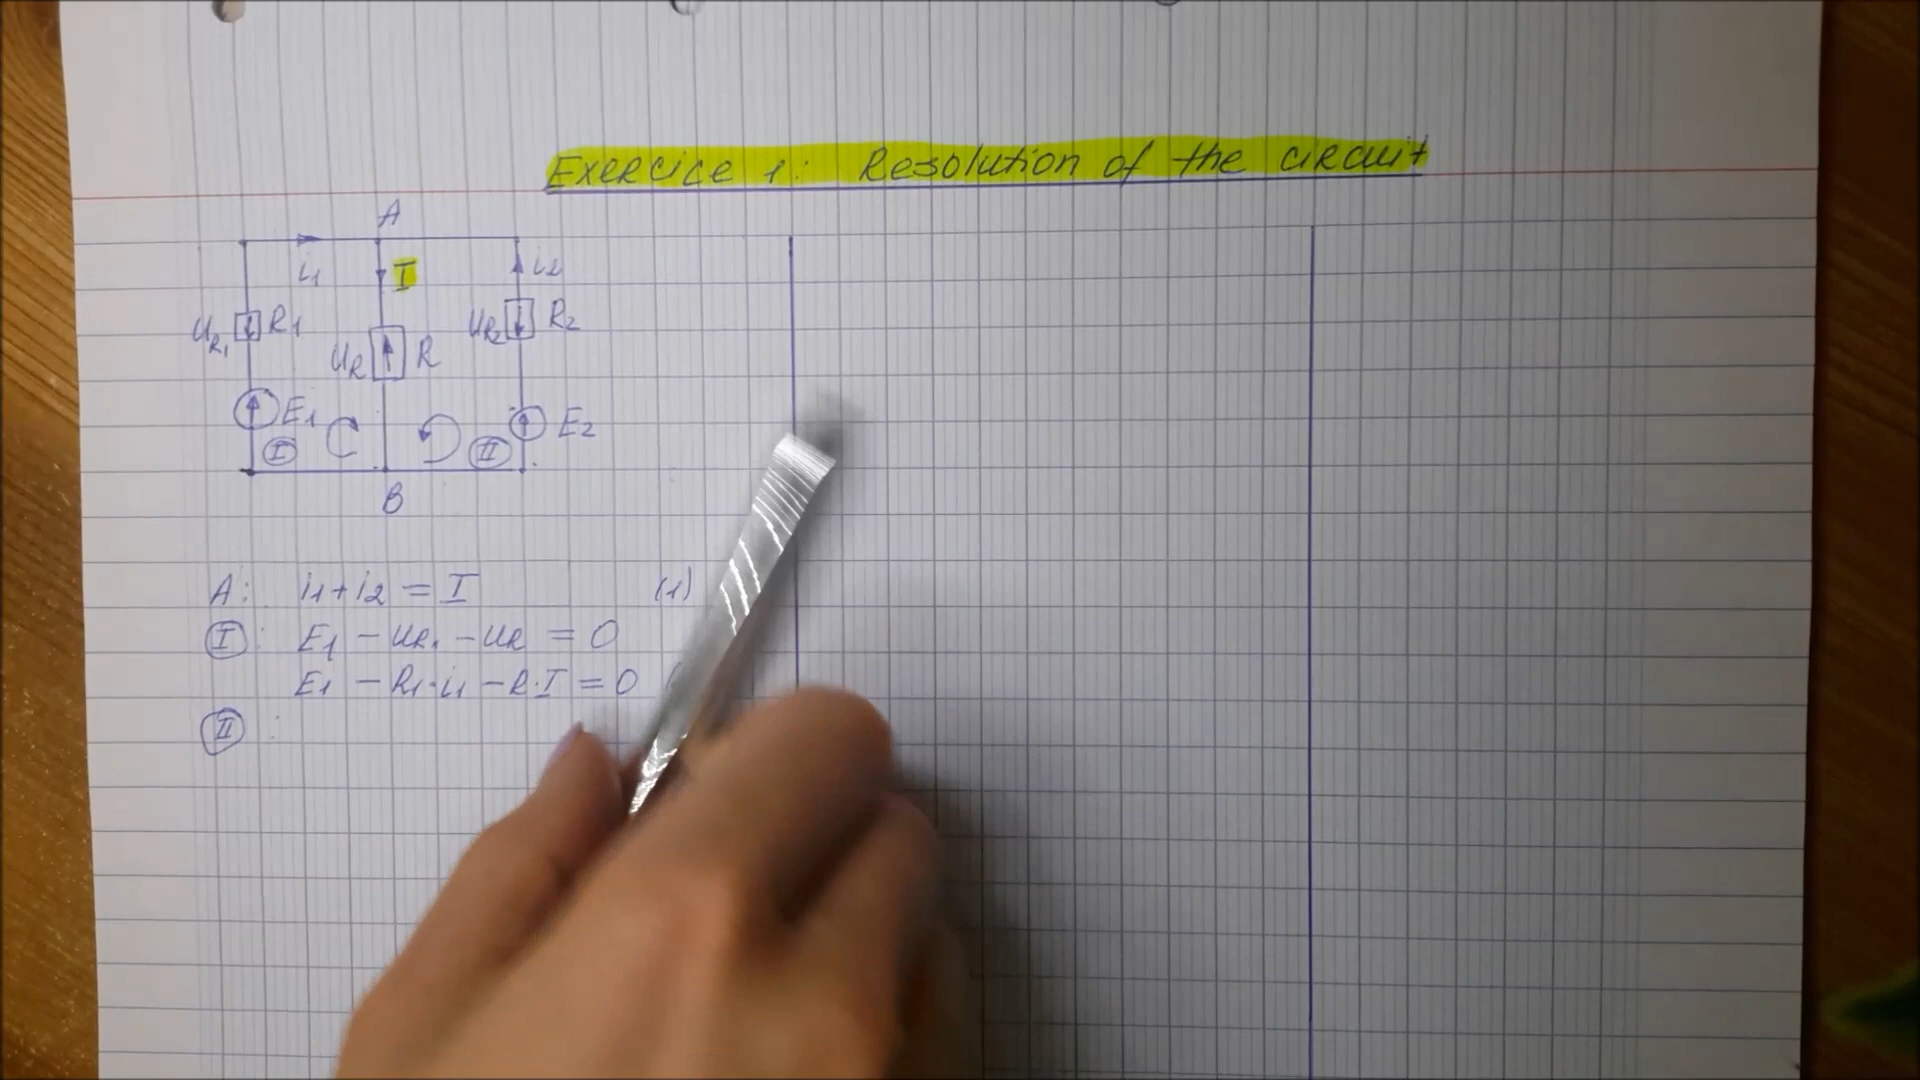 Exercice 1: Resolution of the circuit
A
i1 I i2
UR1 R1 UR R UR2 R2
E1 E2
I II
B
A: i1+i2 = I (1)
I: E1 - UR1 - UR = 0
E1 - R1·i1 - R·I = 0
II: